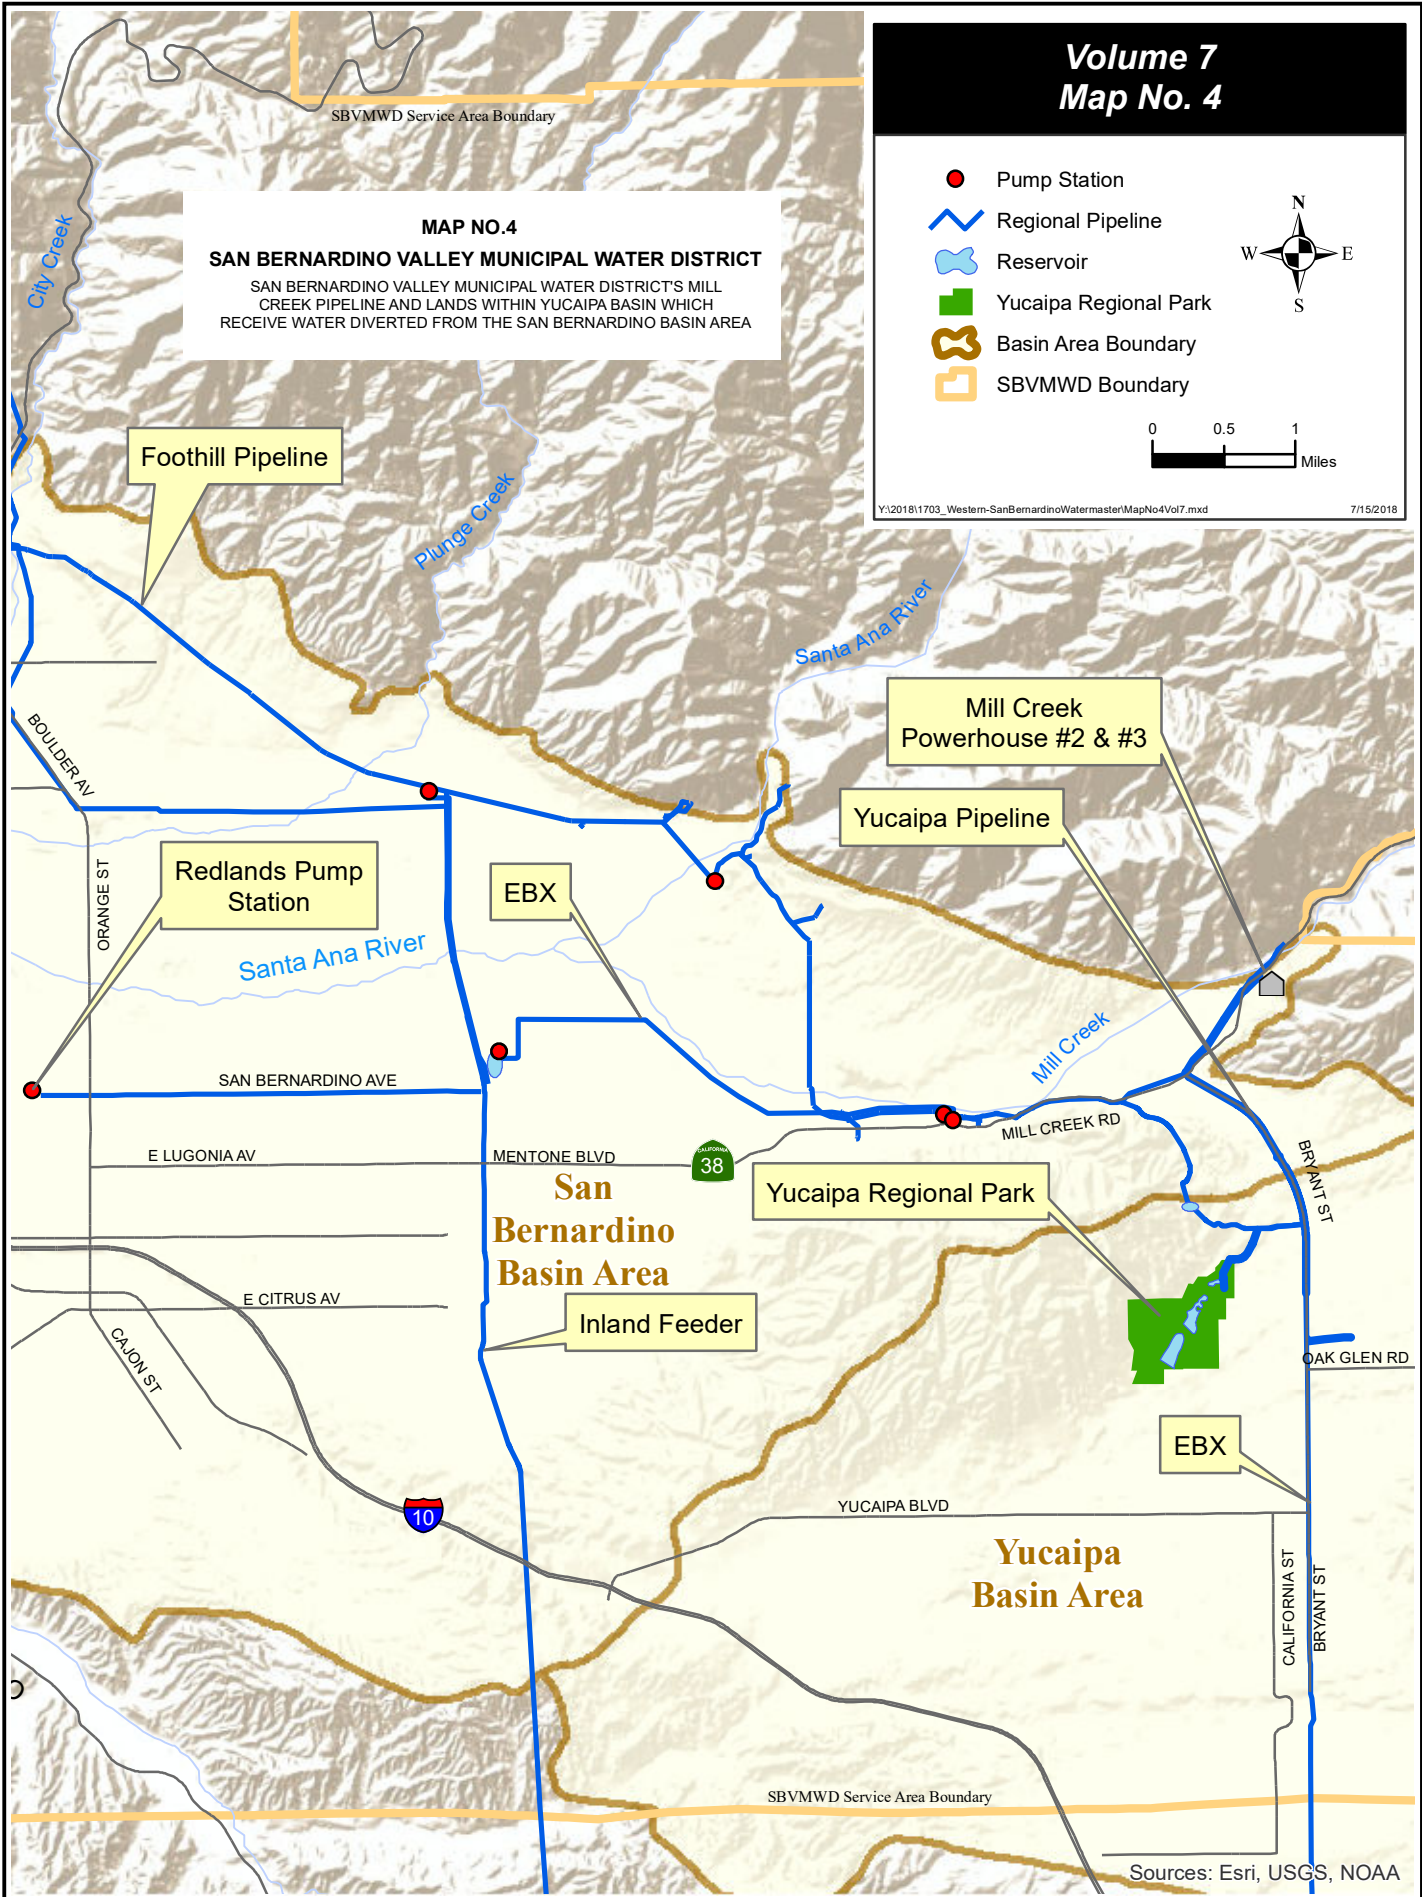 Volume 7
Map No. 4
Pump Station
Regional Pipeline
Reservoir
Yucaipa Regional Park
Basin Area Boundary
SBVMWD Boundary
N
W
E
S
0
0.5
1
Miles
Y:\2018\1703_Western-SanBernardinoWatermaster\MapNo4Vol7.mxd
7/15/2018
SBVMWD Service Area Boundary
MAP NO.4
SAN BERNARDINO VALLEY MUNICIPAL WATER DISTRICT
SAN BERNARDINO VALLEY MUNICIPAL WATER DISTRICT'S MILL
CREEK PIPELINE AND LANDS WITHIN YUCAIPA BASIN WHICH
RECEIVE WATER DIVERTED FROM THE SAN BERNARDINO BASIN AREA
City Creek
Foothill Pipeline
Plunge Creek
Santa Ana River
Mill Creek
Powerhouse #2 & #3
BOULDER AV
Yucaipa Pipeline
Redlands Pump
Station
ORANGE ST
EBX
Santa Ana River
Mill Creek
SAN BERNARDINO AVE
MILL CREEK RD
E LUGONIA AV
MENTONE BLVD
CALIFORNIA
38
BRYANT ST
Yucaipa Regional Park
San
Bernardino
Basin Area
E CITRUS AV
Inland Feeder
CAJON ST
OAK GLEN RD
EBX
10
YUCAIPA BLVD
Yucaipa
Basin Area
CALIFORNIA ST
BRYANT ST
SBVMWD Service Area Boundary
Sources: Esri, USGS, NOAA